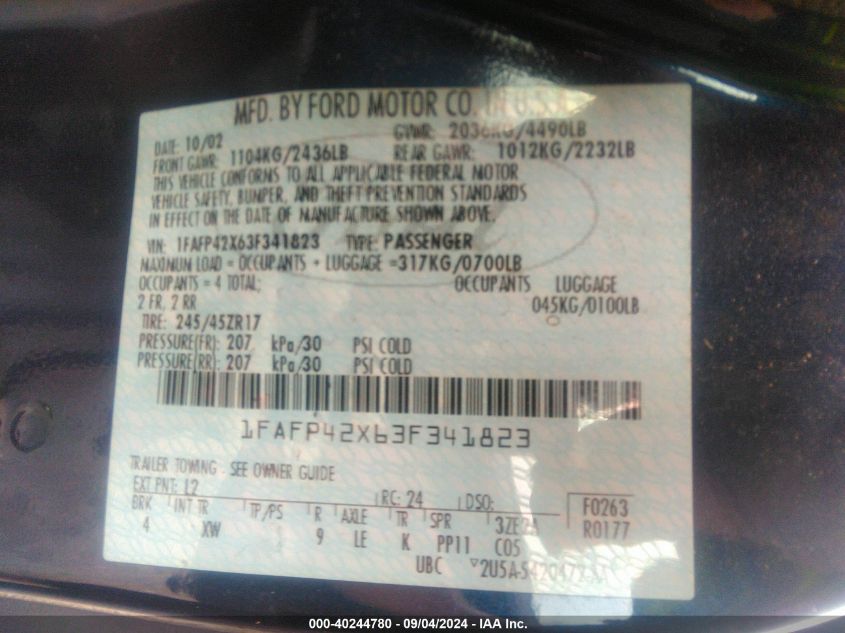 MFD. BY FORD MOTOR CO. IN U.S.A.
DATE: 10/02 GVWR: 2036KG/4490LB
FRONT GAWR: 1104KG/2436LB REAR GAWR: 1012KG/2232LB
THIS VEHICLE CONFORMS TO ALL APPLICABLE FEDERAL MOTOR
VEHICLE SAFETY, BUMPER, AND THEFT PREVENTION STANDARDS
IN EFFECT ON THE DATE OF MANUFACTURE SHOWN ABOVE.
VIN: 1FAFP42X63F341823 TYPE: PASSENGER
MAXIMUM LOAD = OCCUPANTS + LUGGAGE =317KG/0700LB
OCCUPANTS = 4 TOTAL; OCCUPANTS LUGGAGE
2 FR, 2 RR 045KG/0100LB
TIRE: 245/45ZR17
PRESSURE(FR): 207 kPa/30 PSI COLD
PRESSURE(RR): 207 kPa/30 PSI COLD
1FAFP42X63F341823
TRAILER TOWING - SEE OWNER GUIDE
EXT PNT: L2 RC: 24 DSO: F0263
BRK INT TR TP/PS R AXLE TR SPR R0177
4 XW 9 LE K PP11 C05
UBC
000-40244780 - 09/04/2024 - IAA Inc.